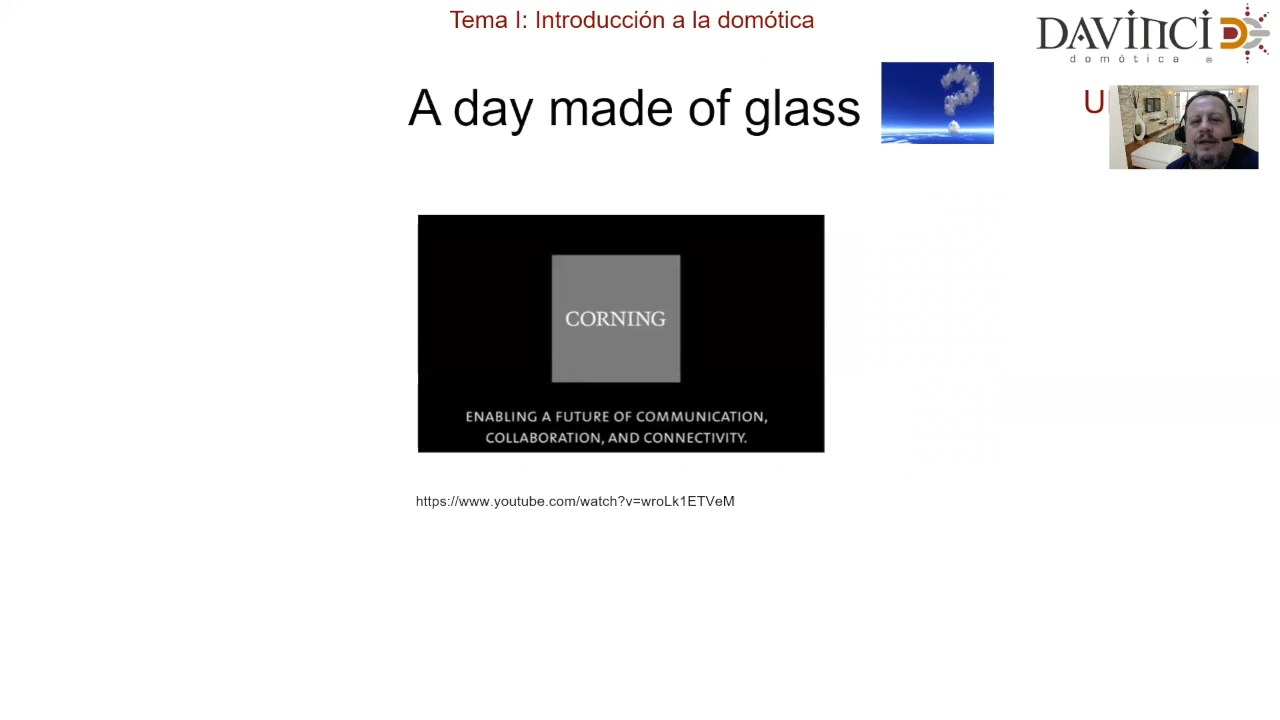 Tema I: Introducción a la domótica
DAVINCI
domótica ®
A day made of glass
CORNING
ENABLING A FUTURE OF COMMUNICATION,
COLLABORATION, AND CONNECTIVITY.
https://www.youtube.com/watch?v=wroLk1ETVeM